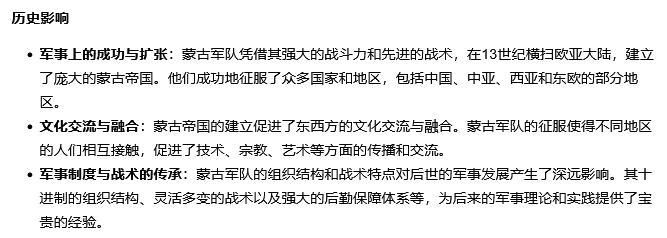 历史影响
• 军事上的成功与扩张：蒙古军队凭借其强大的战斗力和先进的战术，在13世纪横扫欧亚大陆，建立
了庞大的蒙古帝国。他们成功地征服了众多国家和地区，包括中国、中亚、西亚和东欧的部分地
区。
• 文化交流与融合：蒙古帝国的建立促进了东西方的文化交流与融合。蒙古军队的征服使得不同地区
的人们相互接触，促进了技术、宗教、艺术等方面的传播和交流。
• 军事制度与战术的传承：蒙古军队的组织结构和战术特点对后世的军事发展产生了深远影响。其十
进制的组织结构、灵活多变的战术以及强大的后勤保障体系等，为后来的军事理论和实践提供了宝
贵的经验。